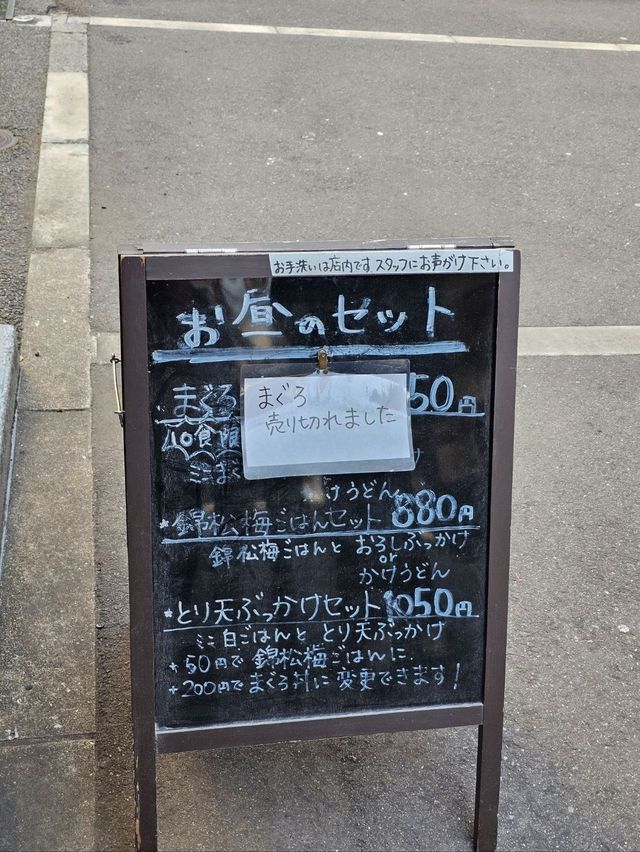 お手洗いは店内です スタッフにお声がけ下さい。
お昼のセット
まぐろ 50円
まぐろ
売り切れました
八〇食限
ミニま
けうどん
*錦松梅ごはんセット 880円
錦松梅ごはんと おろしぶっかけ
or
かけうどん
*とり天ぶっかけセット 1050円
ミニ白ごはんと とり天ぶっかけ
+50円で 錦松梅ごはんに
+200円で まぐろ丼に 変更できます!